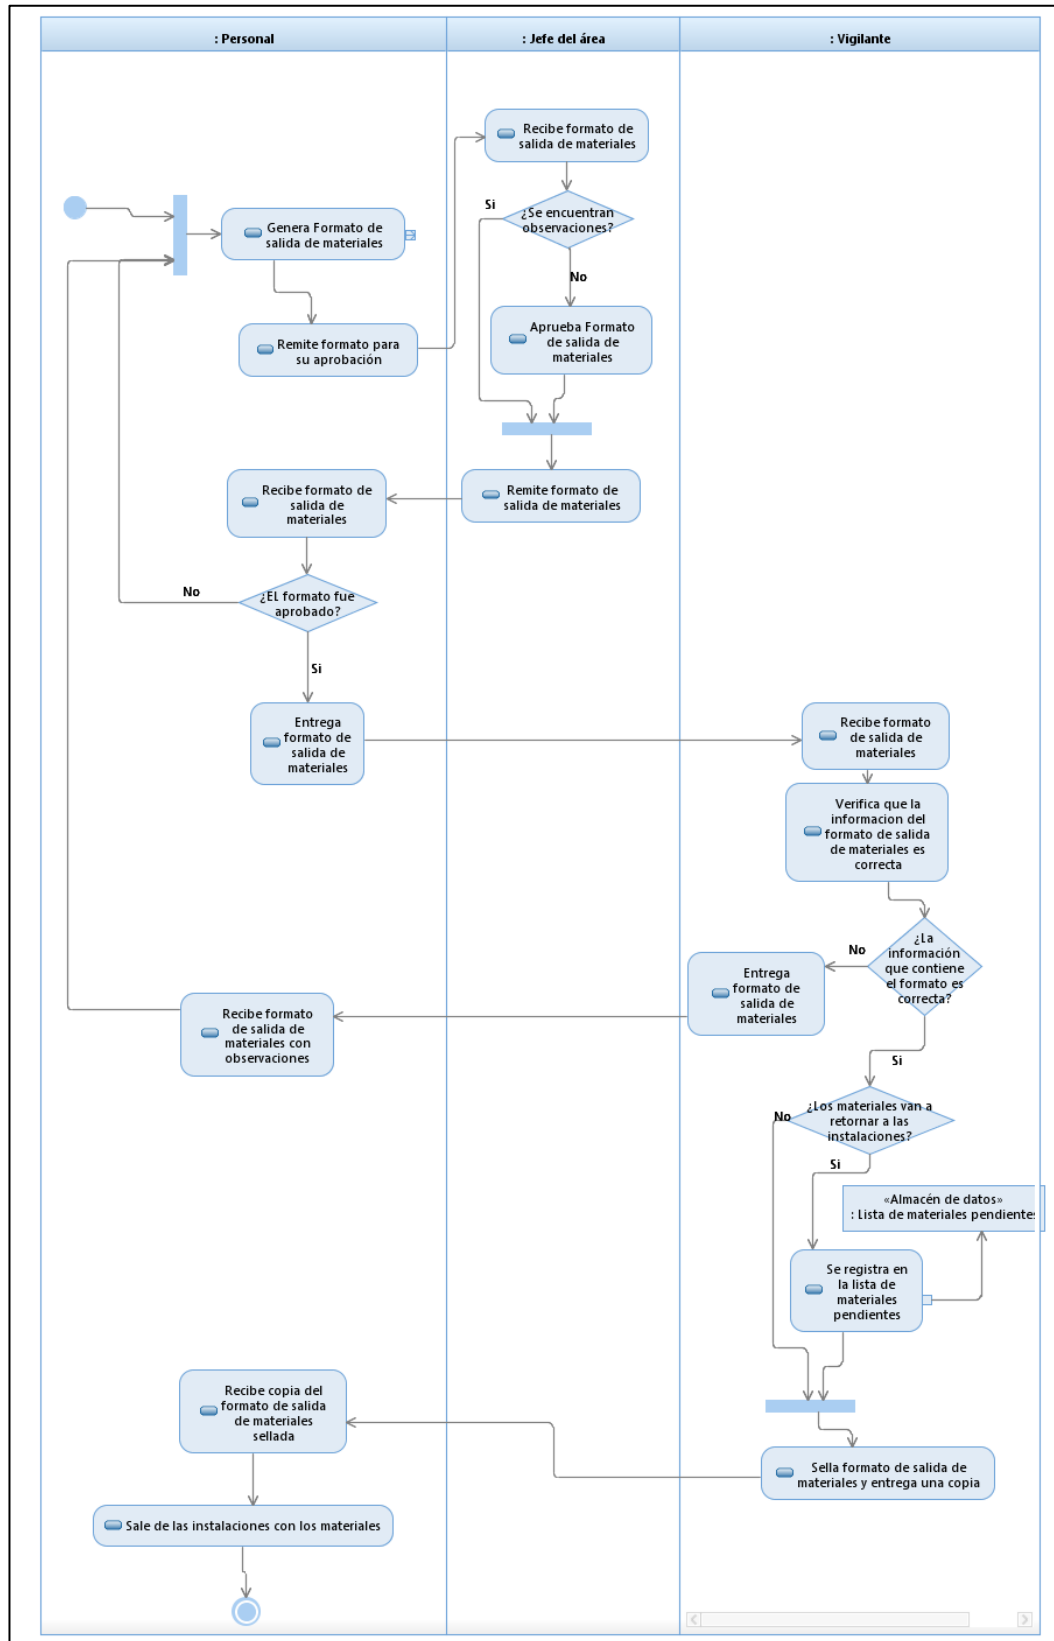 : Personal
: Jefe del área
: Vigilante
Recibe formato de
salida de materiales
Si
¿Se encuentran
observaciones?
Genera Formato de
salida de materiales
No
Aprueba Formato
de salida de
materiales
Remite formato para
su aprobación
Recibe formato de
salida de
materiales
Remite formato de
salida de materiales
No
¿EL formato fue
aprobado?
Si
Entrega
formato de
salida de
materiales
Recibe formato
de salida de
materiales
Verifica que la
informacion del
formato de salida
de materiales es
correcta
¿La
información
que contiene
el formato es
correcta?
No
Entrega
formato de
salida de
materiales
Recibe formato
de salida de
materiales con
observaciones
Si
¿Los materiales van a
retornar a las
instalaciones?
No
Si
«Almacén de datos»
: Lista de materiales pendientes
Se registra en
la lista de
materiales
pendientes
Recibe copia del
formato de salida
de materiales
sellada
Sella formato de salida de
materiales y entrega una copia
Sale de las instalaciones con los materiales